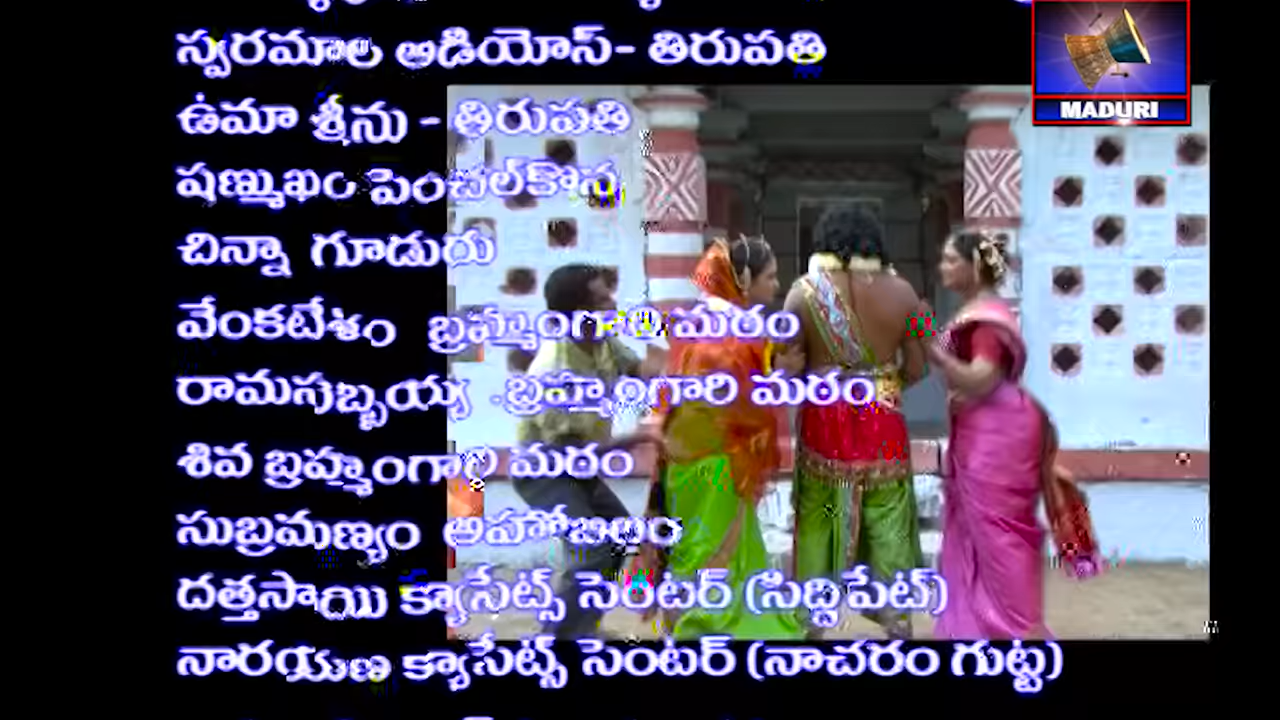 స్వరమాల ఆడియోస్- తిరుపతి
MADURI
ఉమా శ్రీను - తిరుపతి
షణ్ముఖం పెంచల్‌కొన
చిన్నా గూడురు
వేంకటేశం బ్రహ్మంగారి మఠం
రామసుబ్బయ్య .బ్రహ్మంగారి మఠం
శివ బ్రహ్మంగారి మఠం
సుబ్రమణ్యం అహోబిలం
దత్తసాయి క్యాసేట్స్ సెంటర్ (సిద్దిపేట్)
నారాయణ క్యాసేట్స్ సెంటర్ (నాచరం గుట్ట)